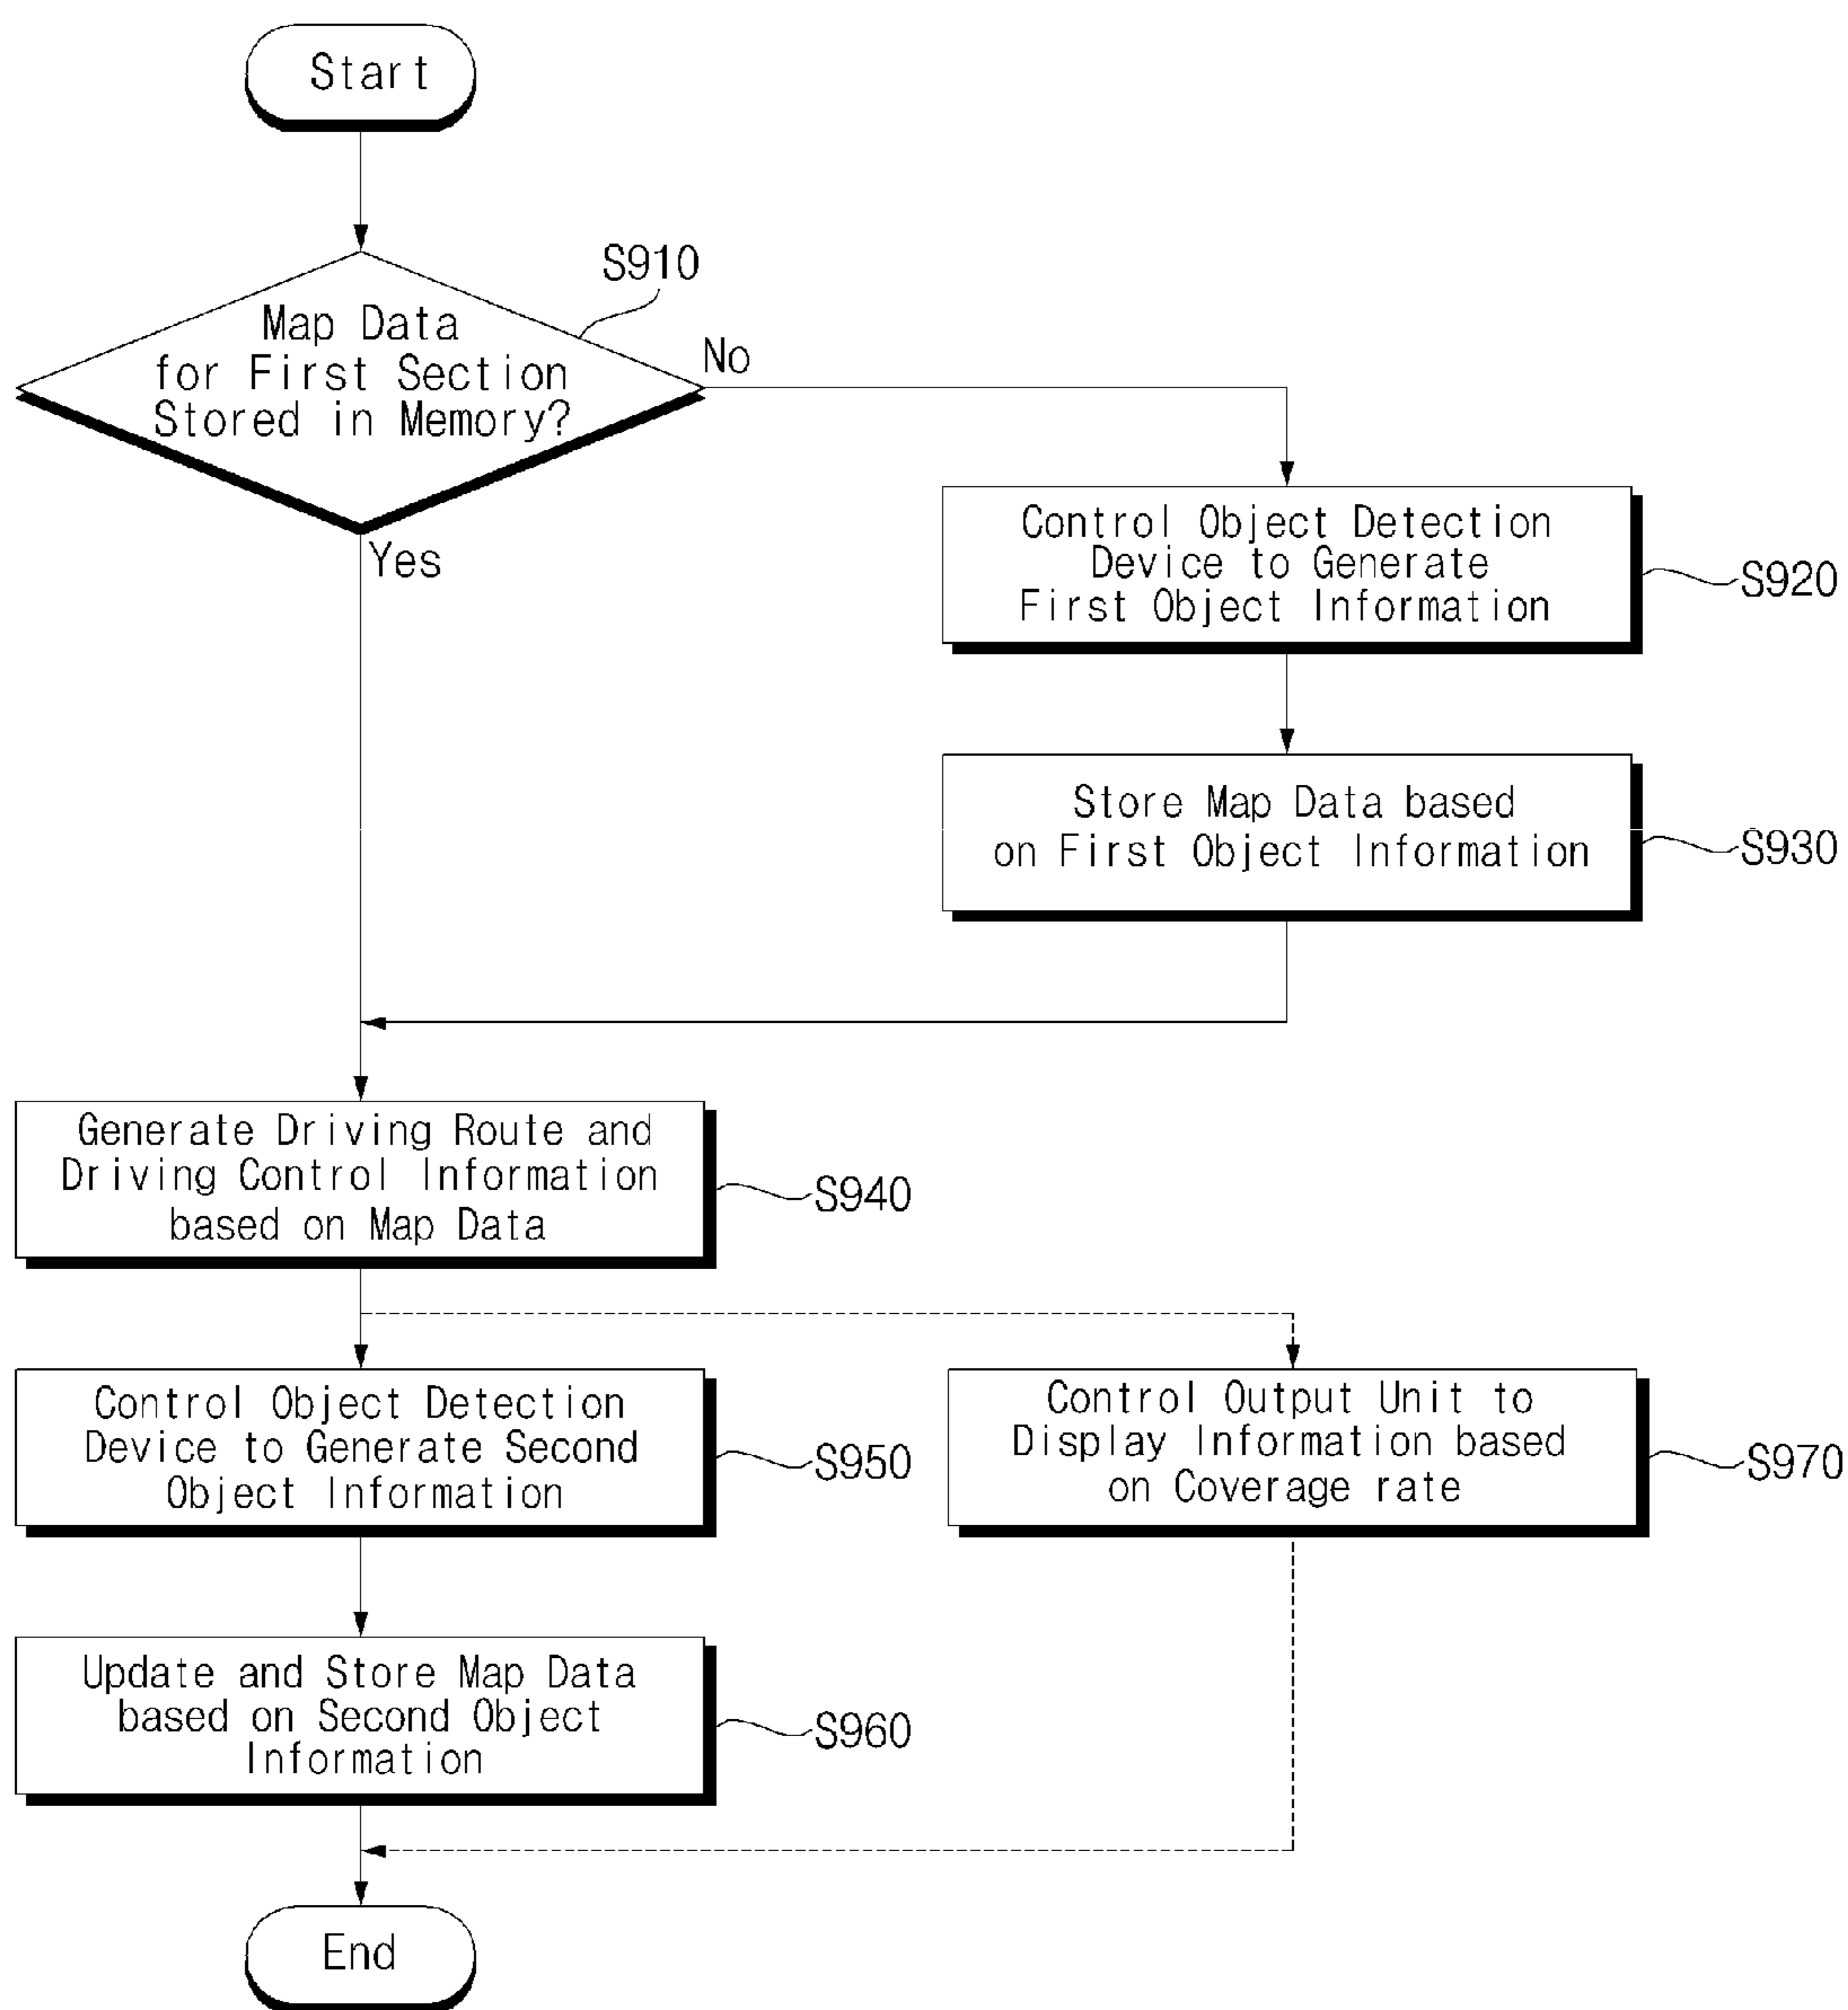 Start
S910
Map Data
for First Section
Stored in Memory?
No
Yes
Control Object Detection
Device to Generate
First Object Information
S920
Store Map Data based
on First Object Information
S930
Generate Driving Route and
Driving Control Information
based on Map Data
S940
Control Object Detection
Device to Generate Second
Object Information
S950
Control Output Unit to
Display Information based
on Coverage rate
S970
Update and Store Map Data
based on Second Object
Information
S960
End